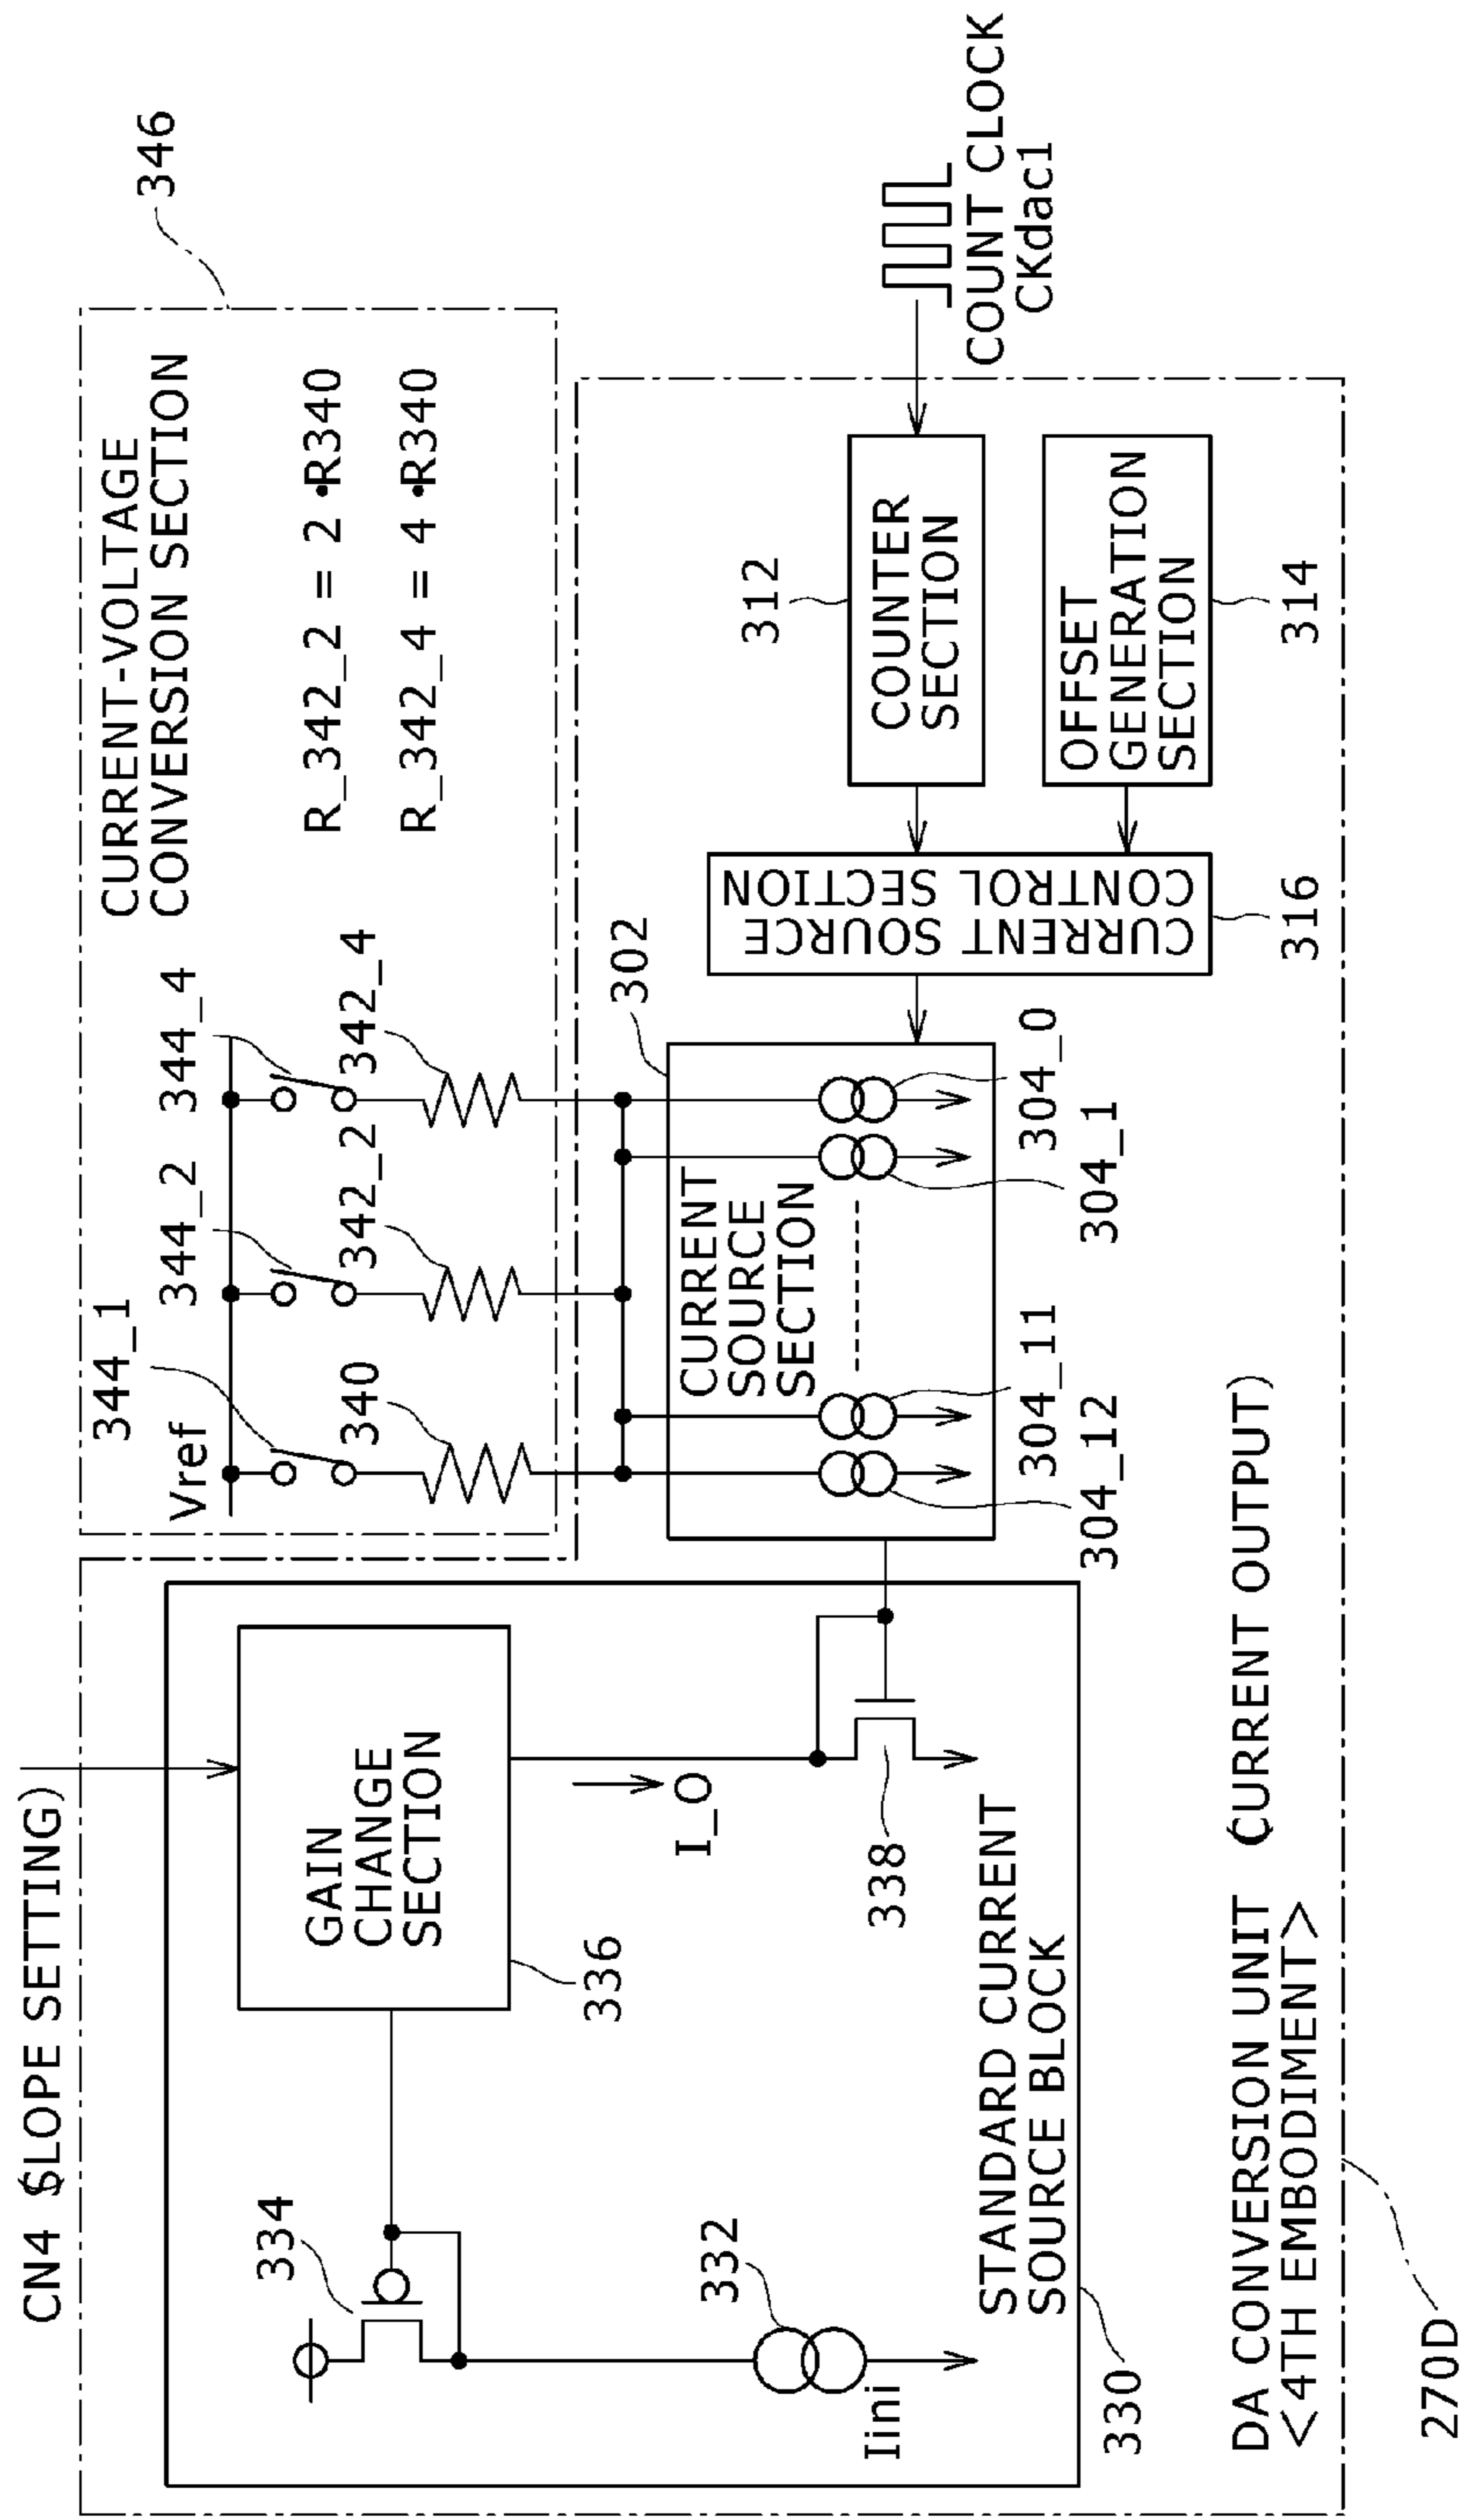 CN4 (SLOPE SETTING)
334
GAIN
CHANGE
SECTION
336
I_O
332
Iini
338
STANDARD CURRENT
SOURCE BLOCK
330
DA CONVERSION UNIT (CURRENT OUTPUT)
<4TH EMBODIMENT>
270D
Vref
344_1
344_2
344_4
340
342_2
342_4
CURRENT-VOLTAGE
CONVERSION SECTION
R_342_2 = 2 •R340
R_342_4 = 4 •R340
346
302
CURRENT
SOURCE
SECTION
304_12
304_11
304_1
304_0
CURRENT SOURCE
CONTROL SECTION
316
312
COUNTER
SECTION
OFFSET
GENERATION
SECTION
314
COUNT CLOCK
CKdac1